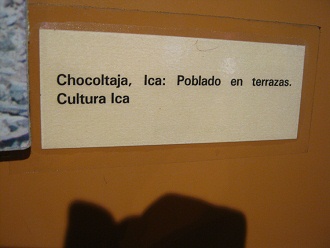 Chocoltaja, Ica: Poblado en terrazas.
Cultura Ica